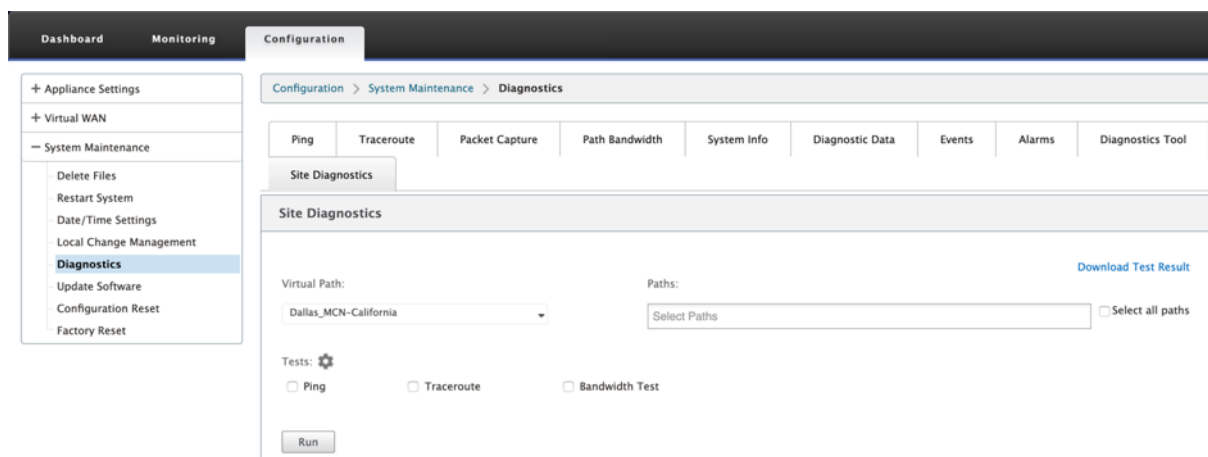 Dashboard Monitoring Configuration
+ Appliance Settings
+ Virtual WAN
− System Maintenance
Delete Files
Restart System
Date/Time Settings
Local Change Management
Diagnostics
Update Software
Configuration Reset
Factory Reset
Configuration > System Maintenance > Diagnostics
Ping Traceroute Packet Capture Path Bandwidth System Info Diagnostic Data Events Alarms Diagnostics Tool
Site Diagnostics
Site Diagnostics
Download Test Result
Virtual Path: Paths:
Dallas_MCN-California Select Paths Select all paths
Tests:
Ping Traceroute Bandwidth Test
Run